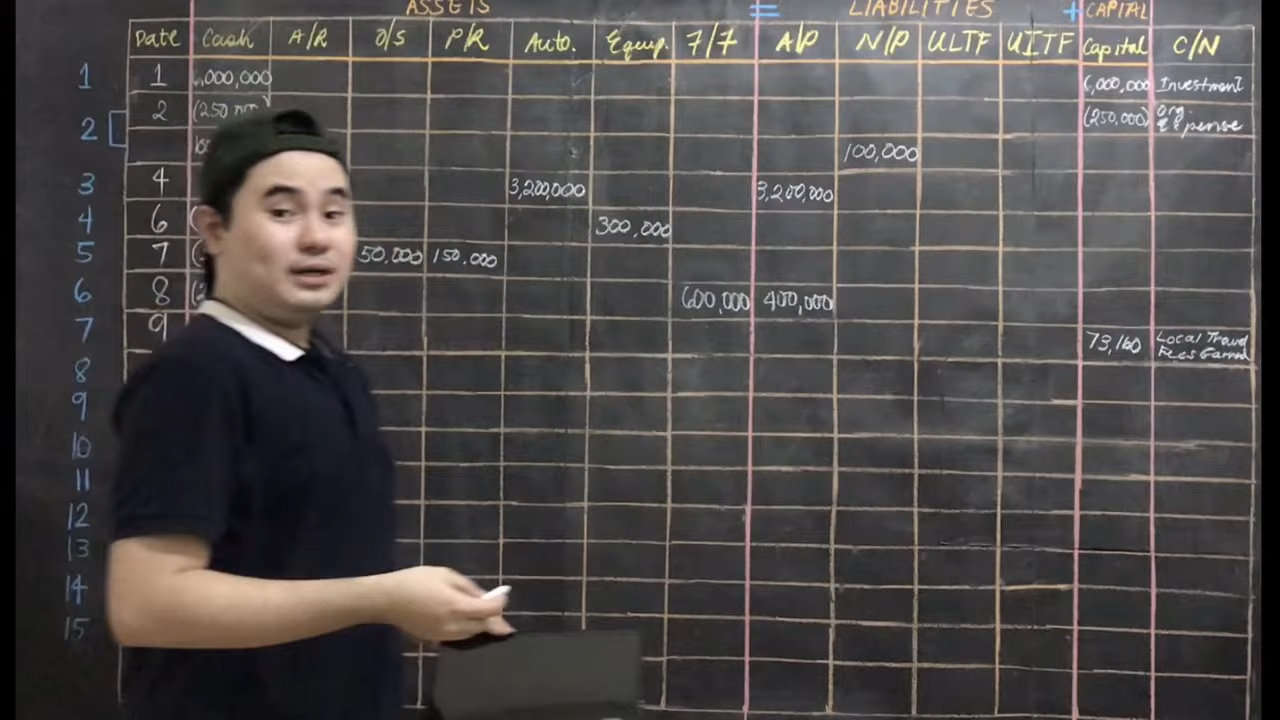 ASSETS = LIABILITIES + CAPITAL
Date Cash A/R O/S P/R Auto. Equip. F/F A/P N/P ULTF UITF Capital C/N
1 1 ,000,000 ,000,000 Investment
2 2 (250 (250,000) Org. Expense
100,000
3 4 3,200,000 3,200,000
4 6 ( 300,000
5 7 ( 50,000 150,000
6 8 (2 600,000 400,000
7 9 73,160 Local Travel Fees Earned
8
9
10
11
12
13
14
15